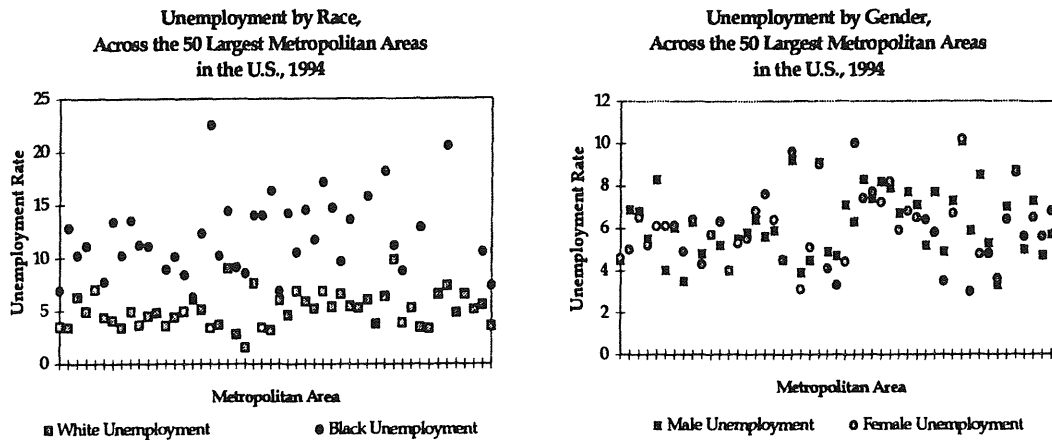 Unemployment by Race,
Across the 50 Largest Metropolitan Areas
in the U.S., 1994
25
20
15
10
5
0
Unemployment Rate
Metropolitan Area
White Unemployment
Black Unemployment
Unemployment by Gender,
Across the 50 Largest Metropolitan Areas
in the U.S., 1994
12
10
8
6
4
2
0
Unemployment Rate
Metropolitan Area
Male Unemployment
Female Unemployment